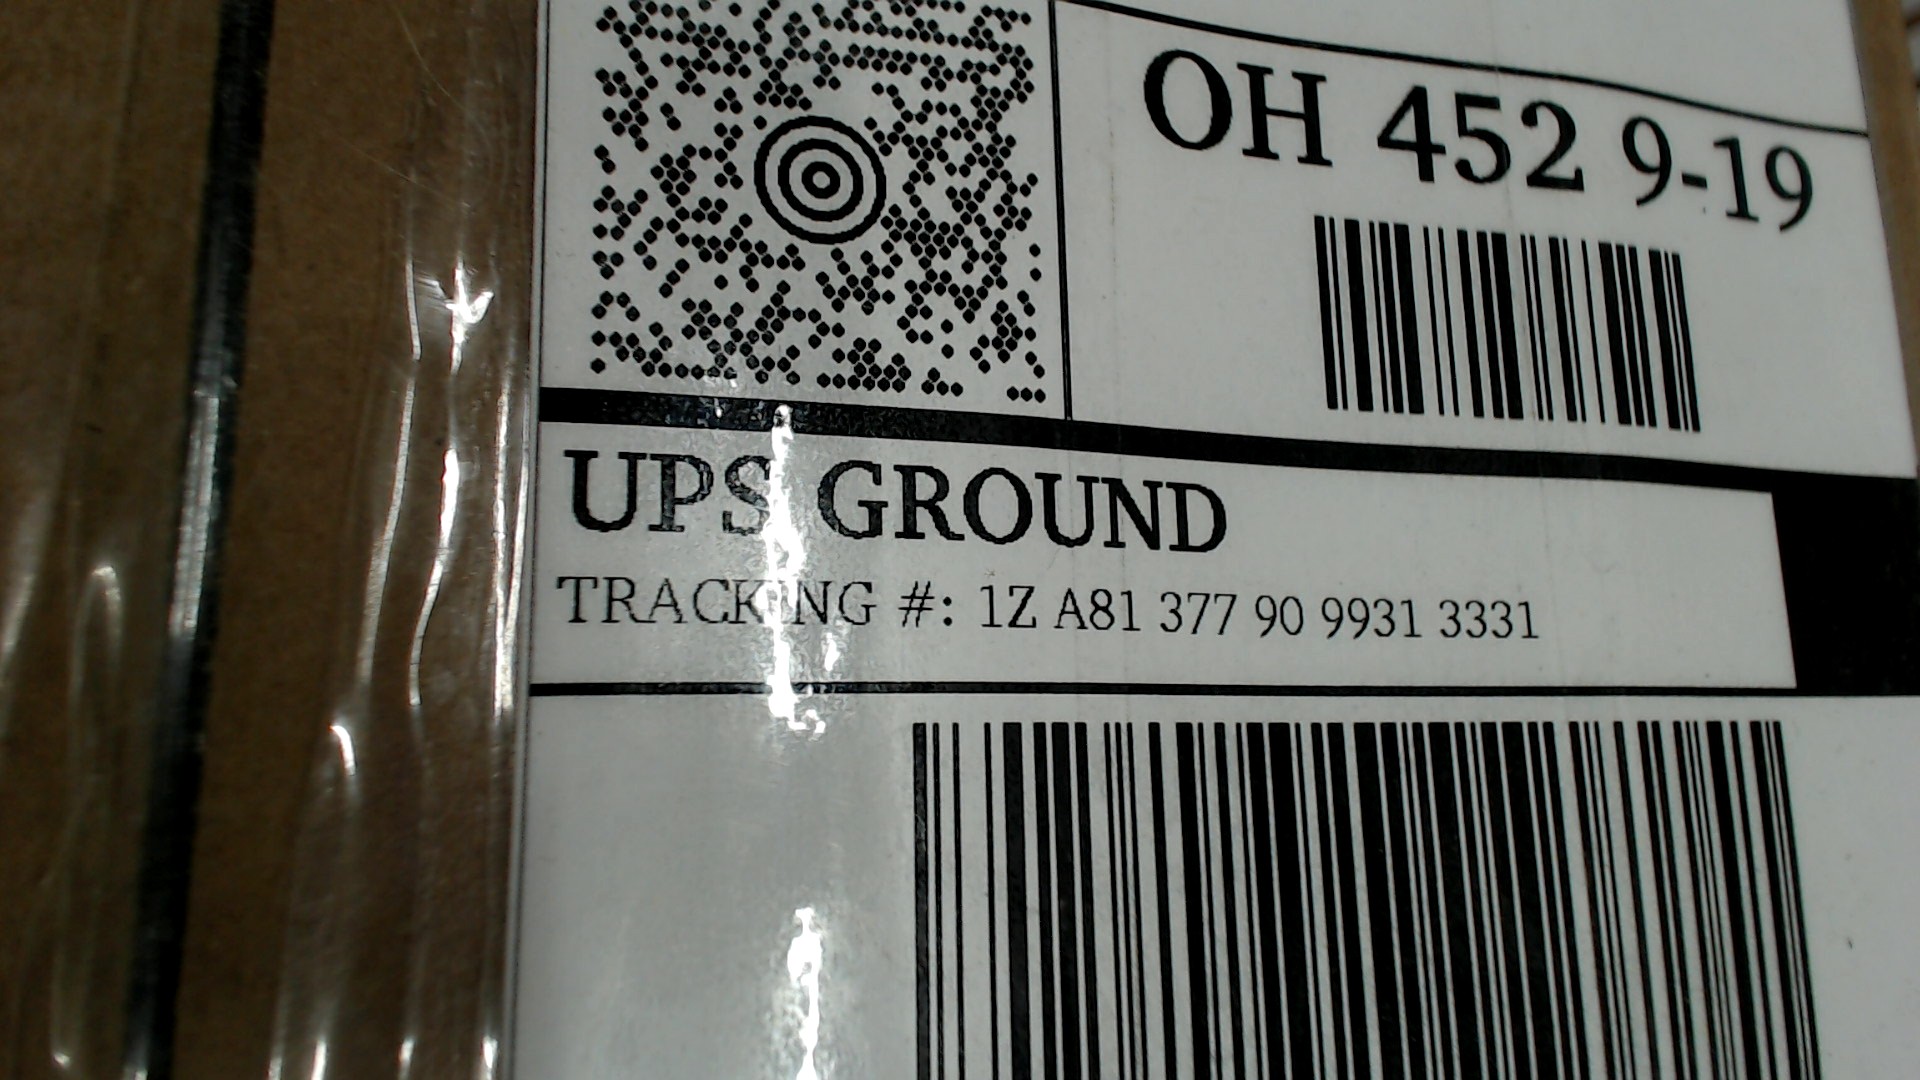 OH 452 9-19
UPS GROUND
TRACKING #: 1Z A81 377 90 9931 3331